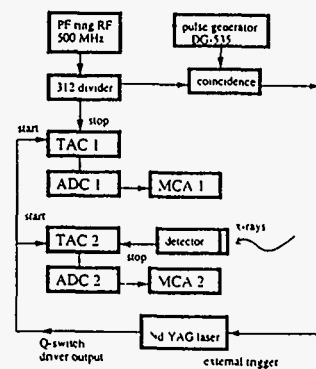 PF ring RF
500 MHz
pulse generator
DG-535
312 divider
coincidence
start
stop
TAC 1
ADC 1
MCA 1
start
x-rays
TAC 2
detector
stop
ADC 2
MCA 2
Nd YAG laser
Q-switch
driver output
external trigger